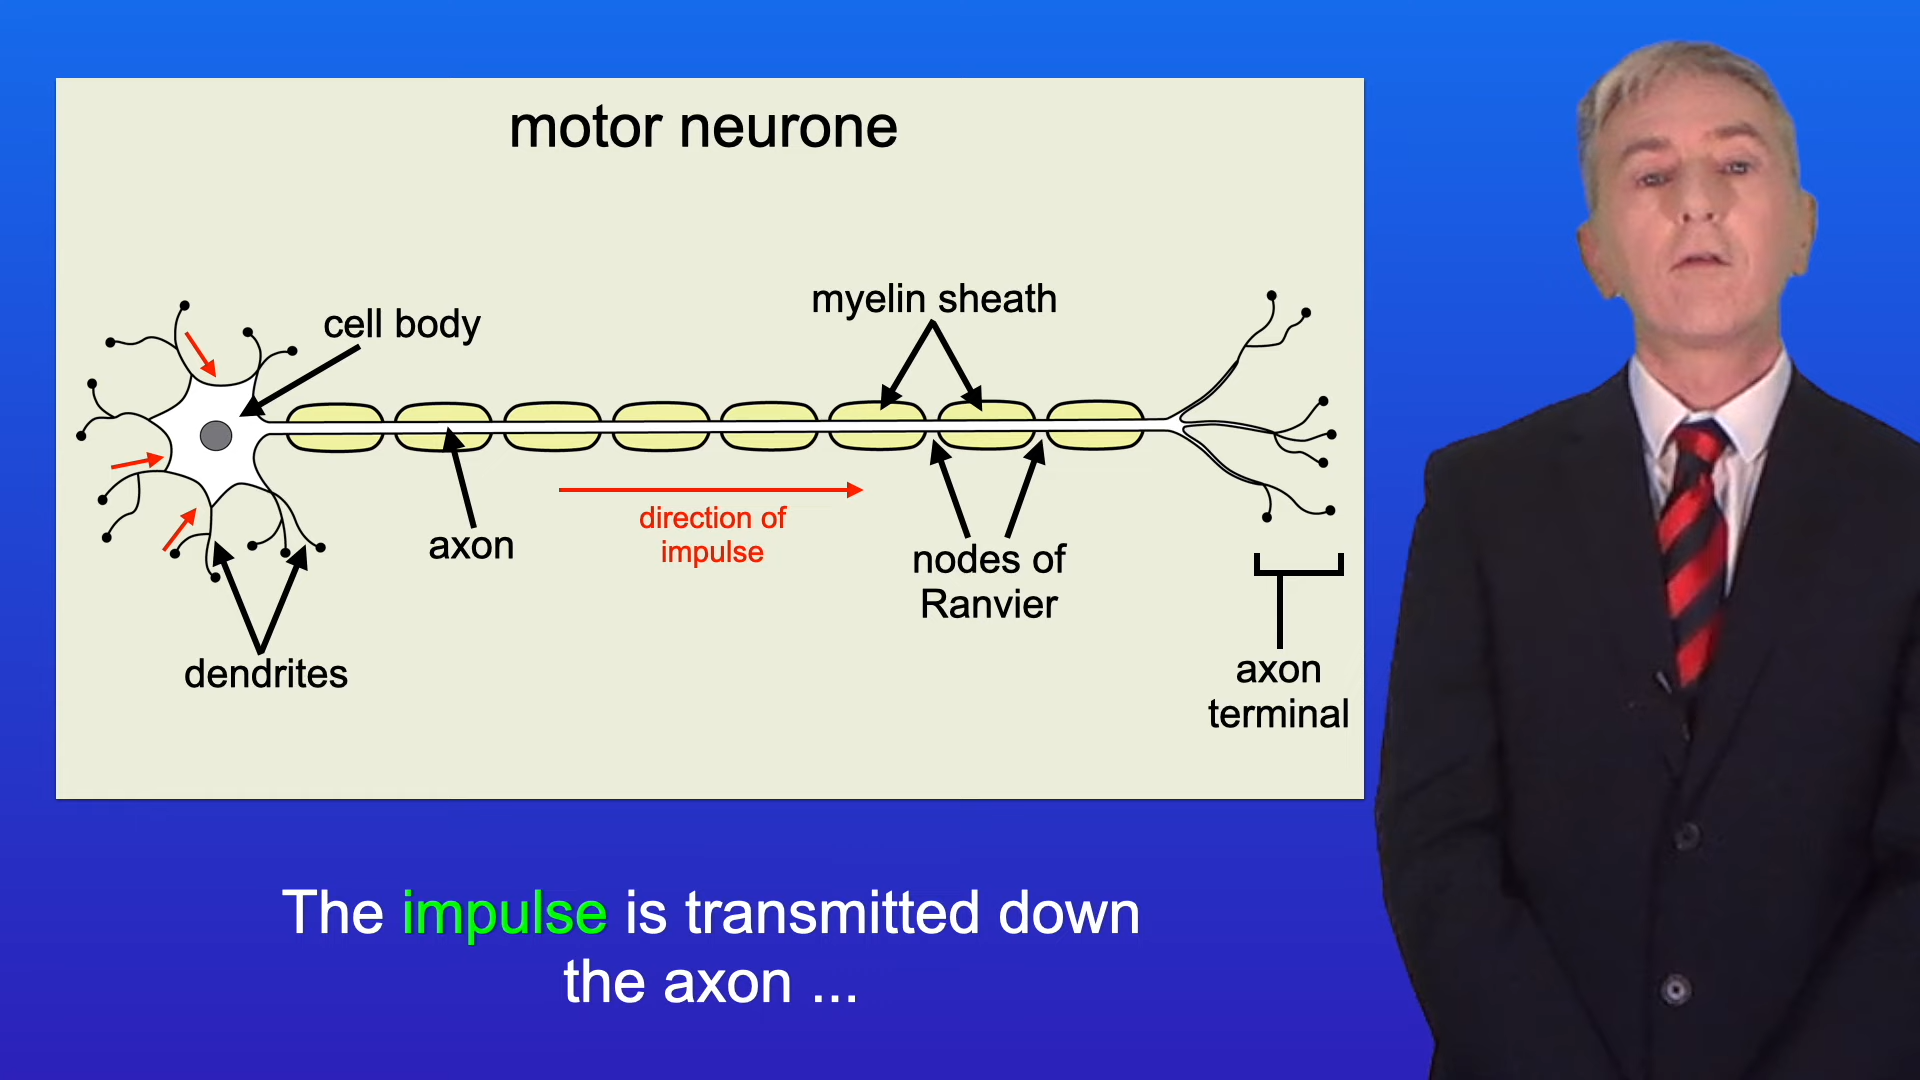 motor neurone
myelin sheath
cell body
axon
direction of
impulse
nodes of
Ranvier
dendrites
axon
terminal
The impulse is transmitted down
the axon ...